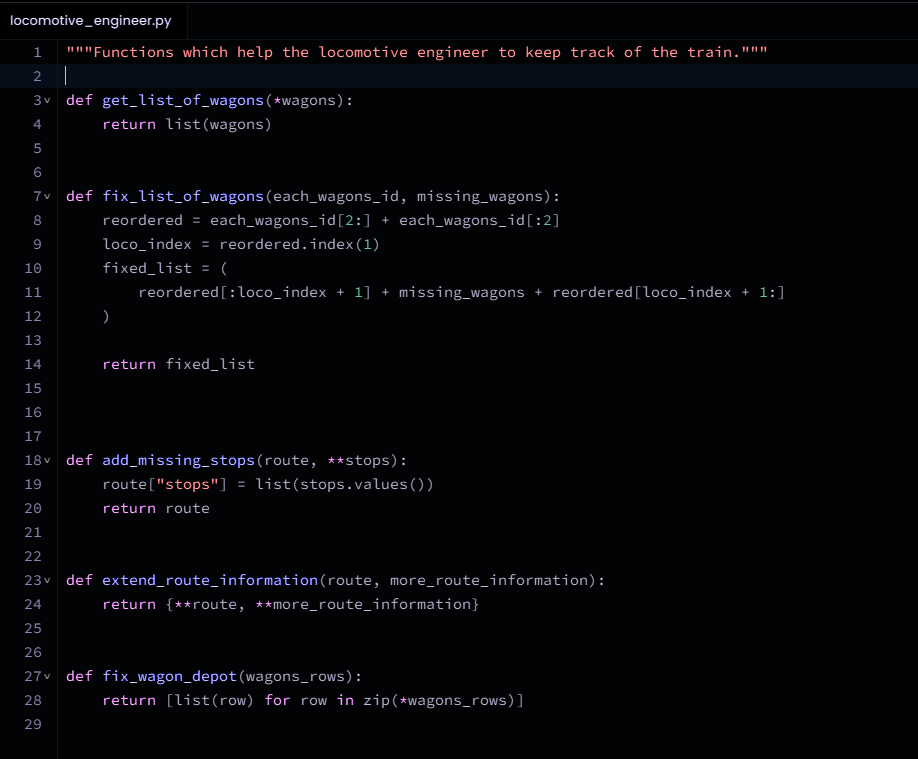 locomotive_engineer.py
1 """Functions which help the locomotive engineer to keep track of the train."""
2
3 def get_list_of_wagons(*wagons):
4     return list(wagons)
5
6
7 def fix_list_of_wagons(each_wagons_id, missing_wagons):
8     reordered = each_wagons_id[2:] + each_wagons_id[:2]
9     loco_index = reordered.index(1)
10     fixed_list = (
11         reordered[:loco_index + 1] + missing_wagons + reordered[loco_index + 1:]
12     )
13
14     return fixed_list
15
16
17
18 def add_missing_stops(route, **stops):
19     route["stops"] = list(stops.values())
20     return route
21
22
23 def extend_route_information(route, more_route_information):
24     return {**route, **more_route_information}
25
26
27 def fix_wagon_depot(wagons_rows):
28     return [list(row) for row in zip(*wagons_rows)]
29